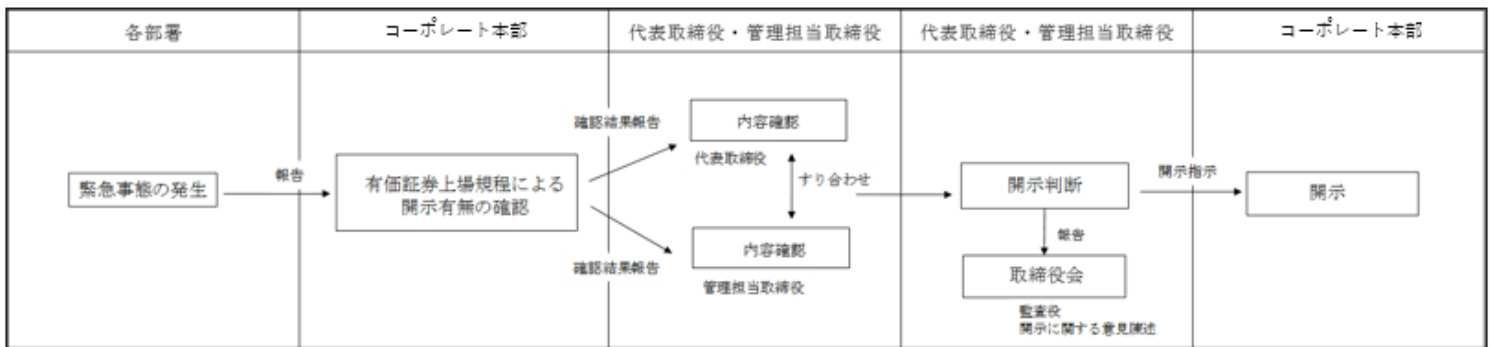 各部署
コーポレート本部
代表取締役・管理担当取締役
代表取締役・管理担当取締役
コーポレート本部
緊急事態の発生
報告
有価証券上場規程による
開示有無の確認
確認結果報告
確認結果報告
内容確認
代表取締役
すり合わせ
内容確認
管理担当取締役
開示判断
報告
取締役会
監査役
開示に関する意見陳述
開示指示
開示